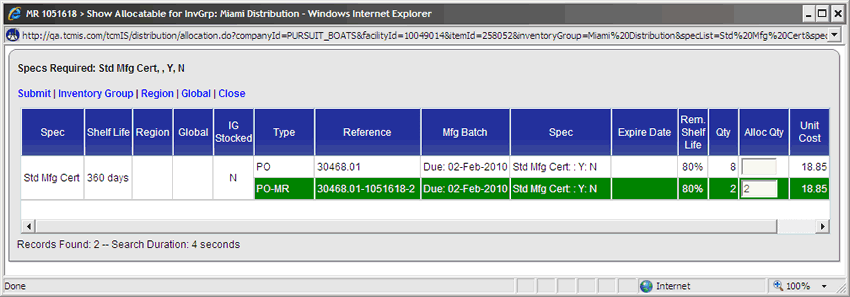 MR 1051618 > Show Allocatable for InvGrp: Miami Distribution - Windows Internet Explorer
http://qa.tcmis.com/tcmIS/distribution/allocation.do?companyId=PURSUIT_BOATS&facilityId=10049014&itemId=258052&inventoryGroup=Miami%20Distribution&specList=Std%20Mfg%20Cert&spec
Specs Required: Std Mfg Cert, , Y, N
Submit | Inventory Group | Region | Global | Close
Spec Shelf Life Region Global IG Stocked Type Reference Mfg Batch Spec Expire Date Rem. Shelf Life Qty Alloc Qty Unit Cost
Std Mfg Cert 360 days N
PO 30468.01 Due: 02-Feb-2010 Std Mfg Cert: : Y: N 80% 8 18.85
PO-MR 30468.01-1051618-2 Due: 02-Feb-2010 Std Mfg Cert: : Y: N 80% 2 2 18.85
Records Found: 2 -- Search Duration: 4 seconds
Done Internet 100%